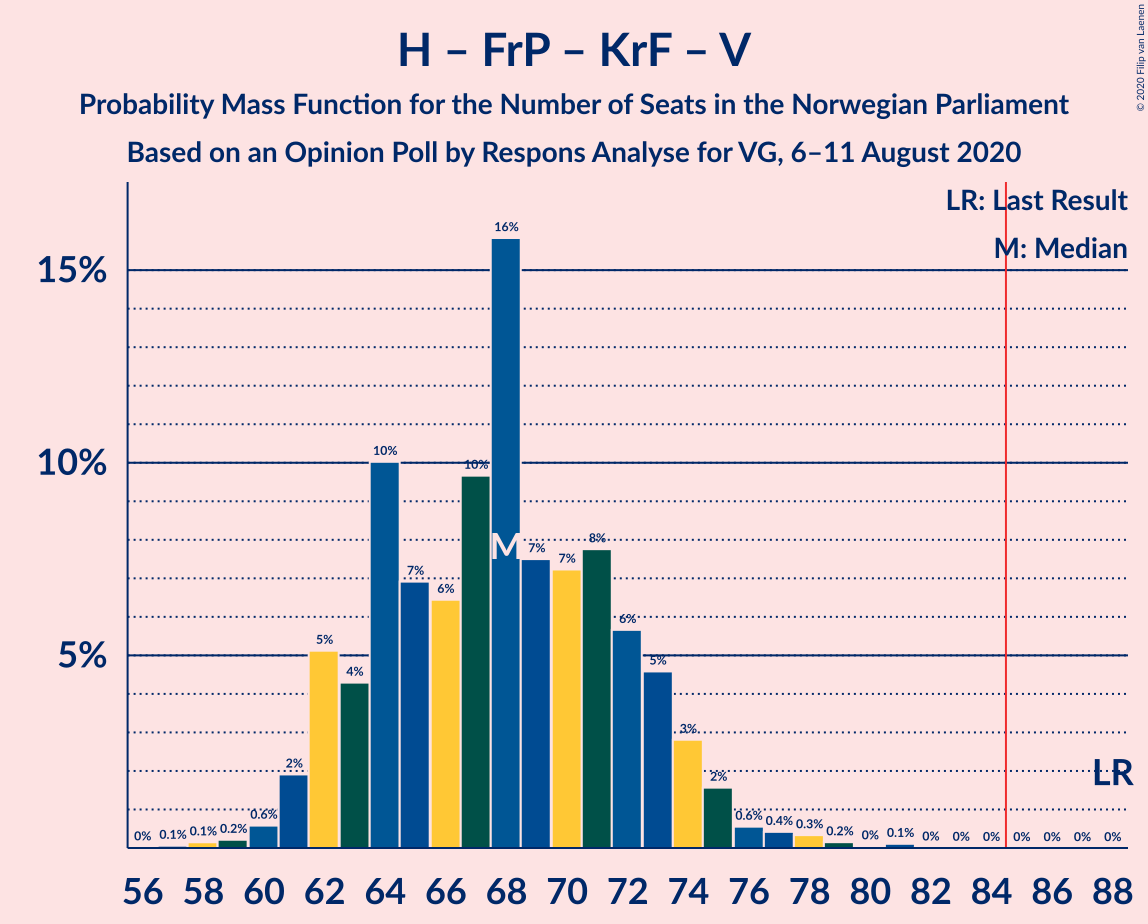 H – FrP – KrF – V
Probability Mass Function for the Number of Seats in the Norwegian Parliament
Based on an Opinion Poll by Respons Analyse for VG, 6–11 August 2020
© 2020 Filip van Laenen
LR: Last Result
M: Median
15%
10%
5%
0% 0.1% 0.1% 0.2% 0.6% 2% 5% 4% 10% 7% 6% 10% 16% 7% 7% 8% 6% 5% 3% 2% 0.6% 0.4% 0.3% 0.2% 0% 0.1% 0% 0% 0% 0% 0% 0% 0%
M
LR
56 58 60 62 64 66 68 70 72 74 76 78 80 82 84 86 88